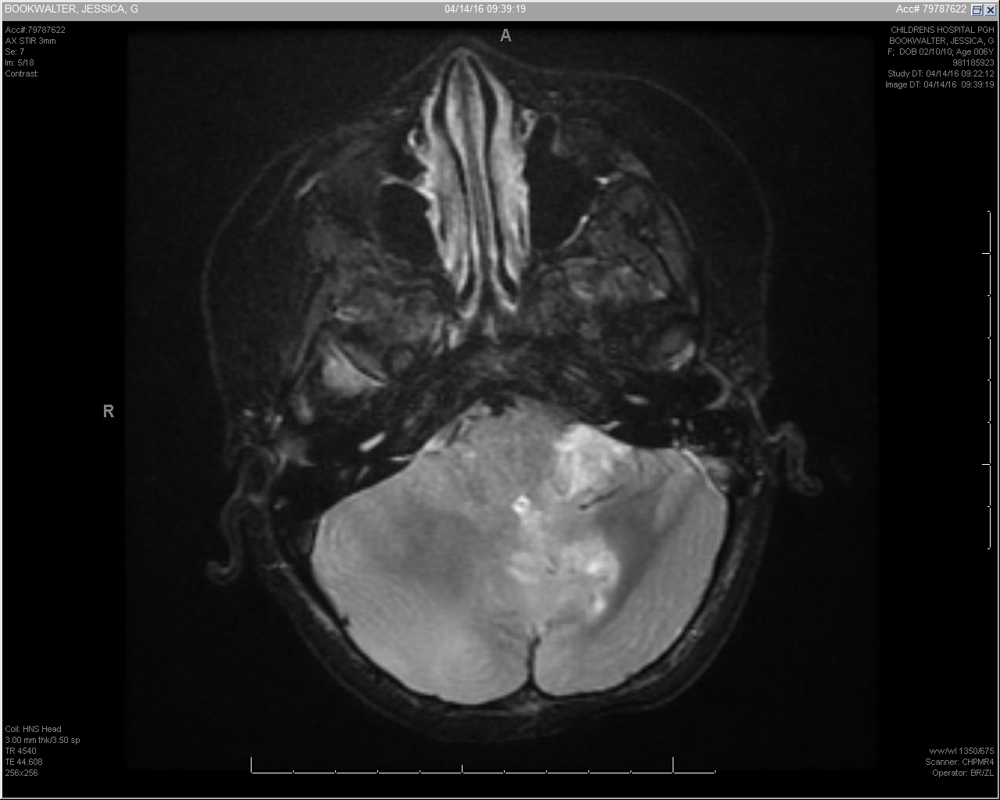 BOOKWALTER, JESSICA, G
04/14/16 09:39:19
Acc# 79787622
Acc#:79787622
AX STIR 3mm
Se: 7
Im: 5/18
Contrast:
A
CHILDRENS HOSPITAL PGH
BOOKWALTER, JESSICA, G
F; DOB 02/10/10; Age 006Y
981185923
Study DT: 04/14/16 09:22:12
Image DT: 04/14/16 09:39:19
R
Coil: HNS Head
3.00 mm thk/3.50 sp
TR 4540
TE 44.608
256x256
ww/wl 1350/675
Scanner: CHPMR4
Operator: BR/ZL